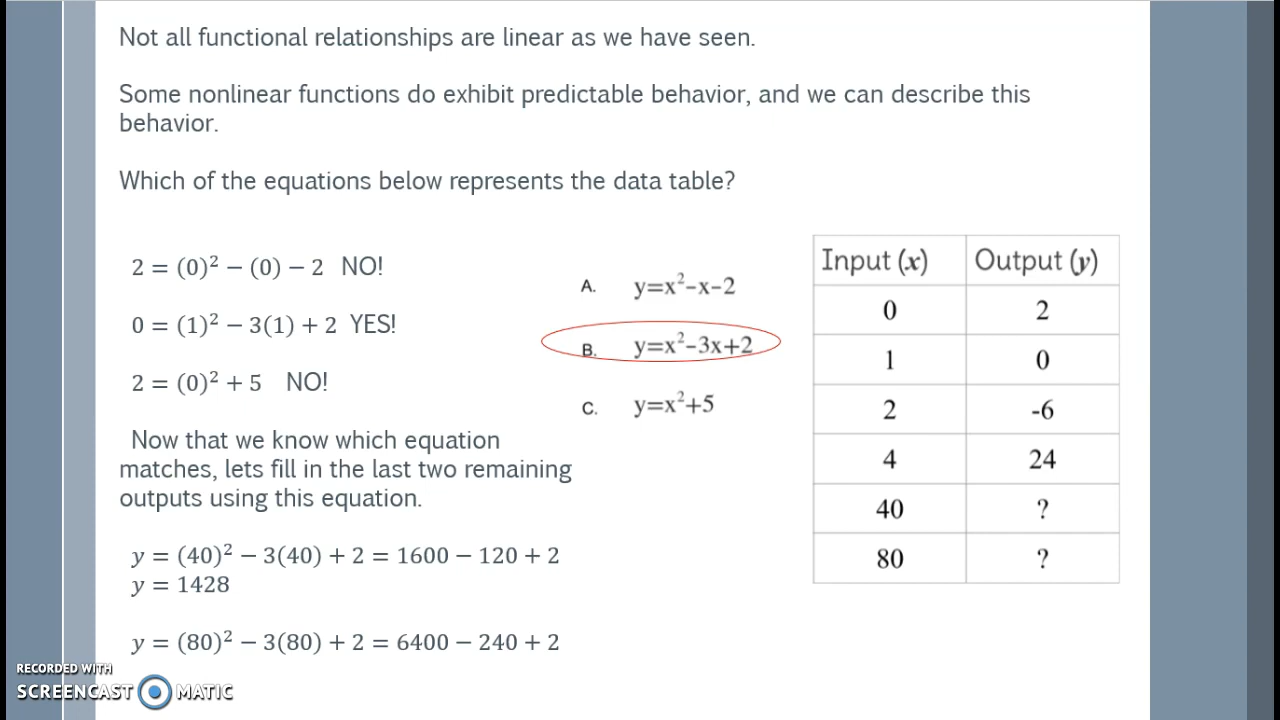 Not all functional relationships are linear as we have seen.
Some nonlinear functions do exhibit predictable behavior, and we can describe this
behavior.
Which of the equations below represents the data table?
2 = (0)² − (0) − 2 NO!
0 = (1)² − 3(1) + 2 YES!
2 = (0)² + 5 NO!
Now that we know which equation
matches, lets fill in the last two remaining
outputs using this equation.
y = (40)² − 3(40) + 2 = 1600 − 120 + 2
y = 1428
y = (80)² − 3(80) + 2 = 6400 − 240 + 2
A. y=x²-x-2
B. y=x²-3x+2
C. y=x²+5
Input (x) Output (y)
0 2
1 0
2 -6
4 24
40 ?
80 ?
RECORDED WITH
SCREENCAST MATIC